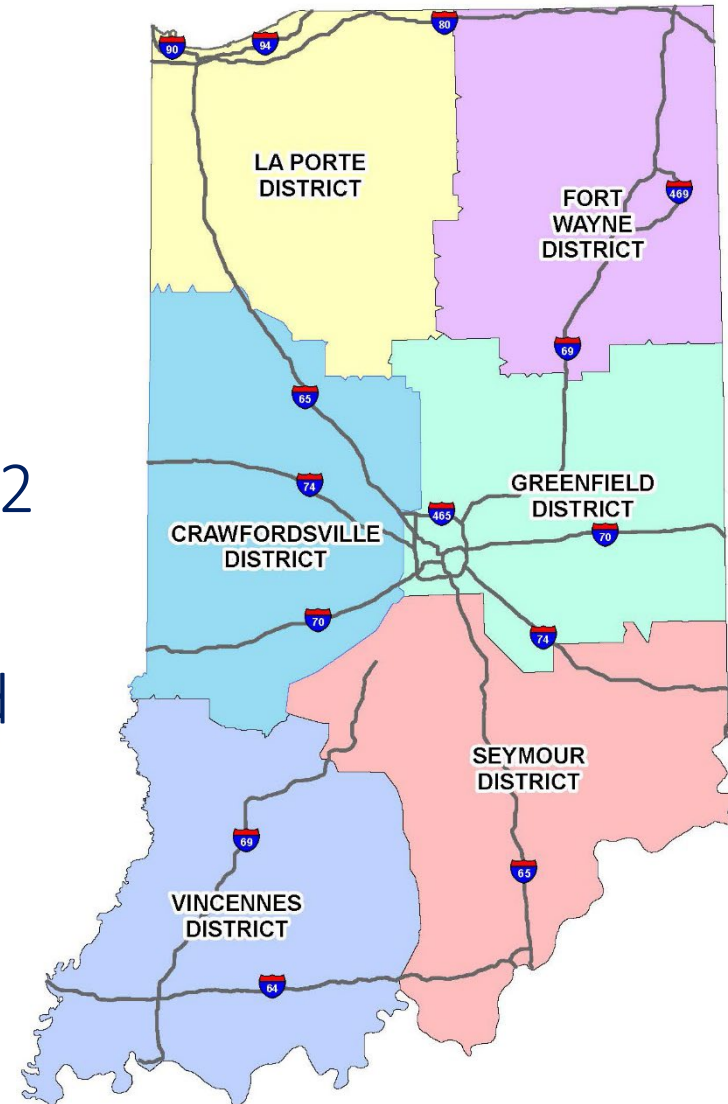 90
94
80
LA PORTE
DISTRICT
469
FORT
WAYNE
DISTRICT
69
65
2
74
GREENFIELD
DISTRICT
465
CRAWFORDSVILLE
DISTRICT
70
70
74
d
SEYMOUR
DISTRICT
69
65
VINCENNES
DISTRICT
64